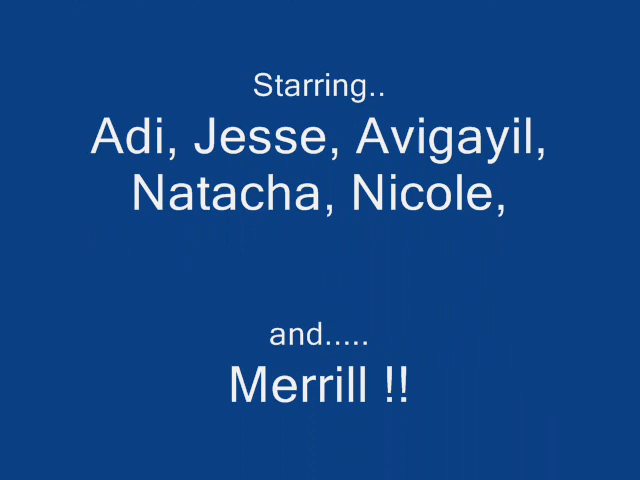 Starring..
Adi, Jesse, Avigayil,
Natacha, Nicole,
and.....
Merrill !!